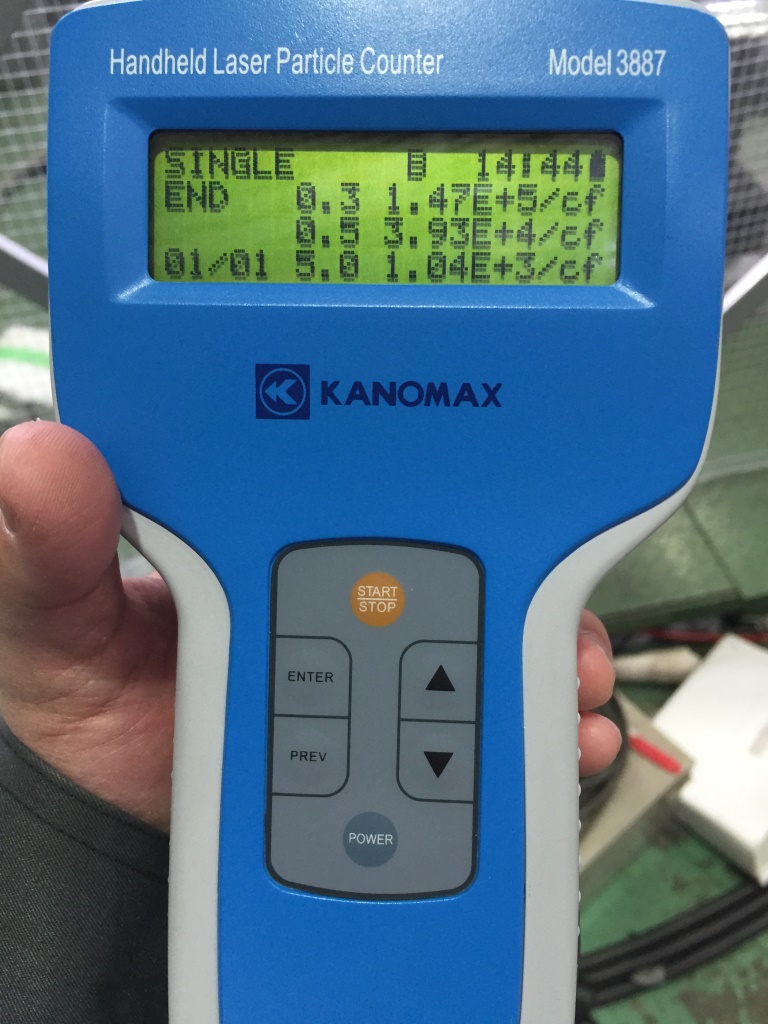 Handheld Laser Particle Counter Model 3887
SINGLE B 14:44
END 0.3 1.47E+5/cf
0.5 3.93E+4/cf
01/01 5.0 1.04E+3/cf
KANOMAX
START
STOP
ENTER
PREV
POWER